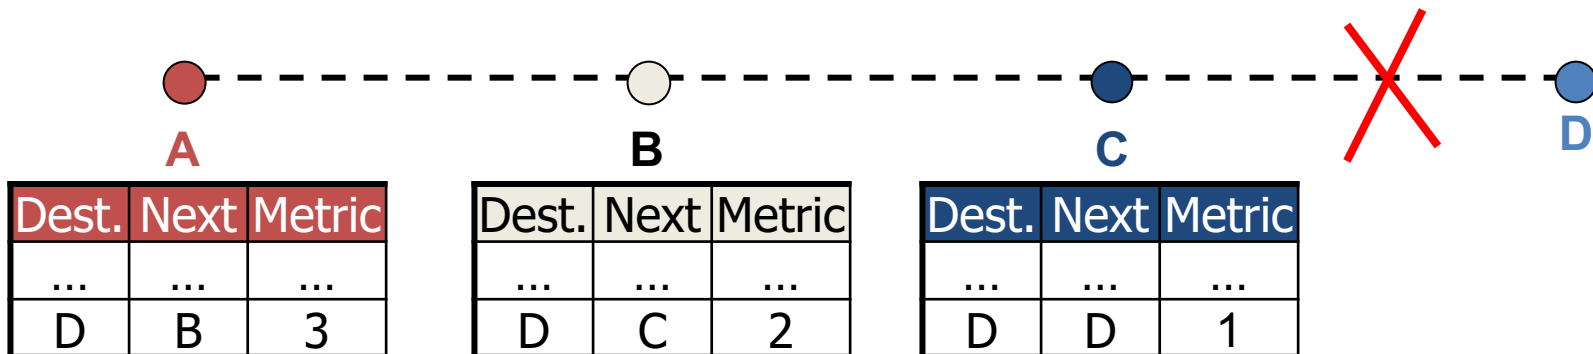 A B C D
Dest. Next Metric Dest. Next Metric Dest. Next Metric
... ... ... ... ... ... ... ... ...
D B 3 D C 2 D D 1